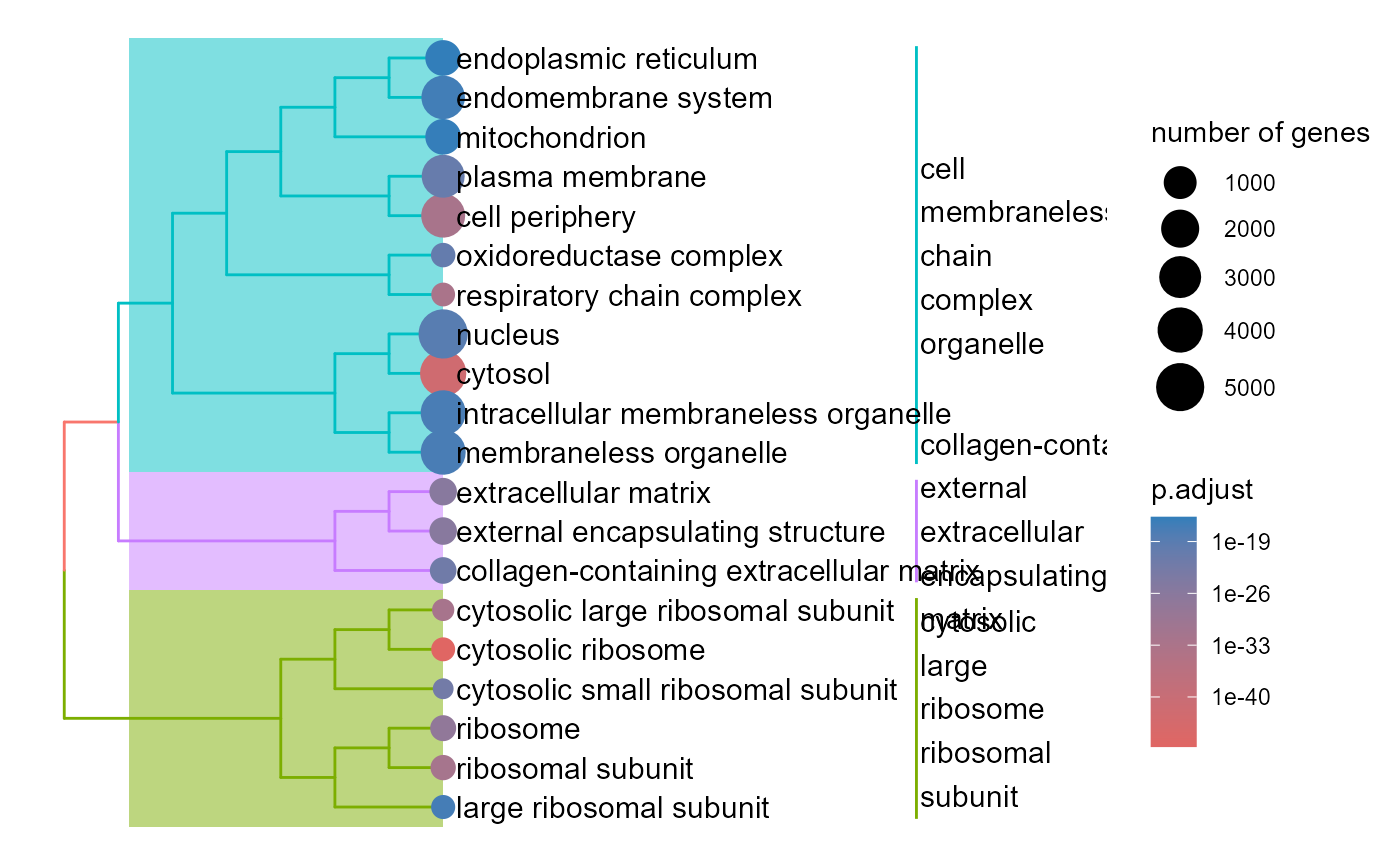 endoplasmic reticulum
endomembrane system
mitochondrion
plasma membrane
cell periphery
oxidoreductase complex
respiratory chain complex
nucleus
cytosol
intracellular membraneless organelle
membraneless organelle
extracellular matrix
external encapsulating structure
collagen-containing extracellular matrix
cytosolic large ribosomal subunit
cytosolic ribosome
cytosolic small ribosomal subunit
ribosome
ribosomal subunit
large ribosomal subunit
cell
membraneless
chain
complex
organelle
collagen-conta
external
extracellular
encapsulating
matrix
cytosolic
large
ribosome
ribosomal
subunit
number of genes
1000
2000
3000
4000
5000
p.adjust
1e-19
1e-26
1e-33
1e-40